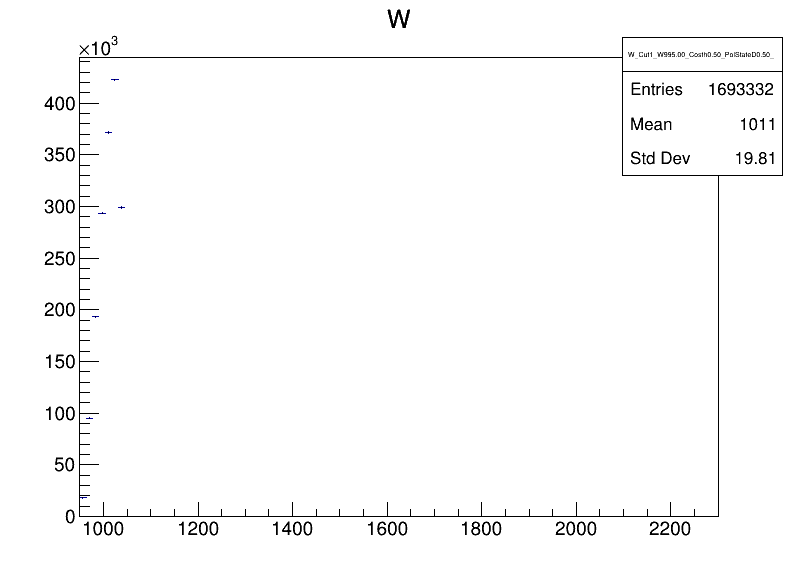 W
×10³
W_Cut1_W995.00_Costh0.50_PolStateD0.50_
Entries 1693332
Mean 1011
Std Dev 19.81
400
350
300
250
200
150
100
50
0
1000 1200 1400 1600 1800 2000 2200